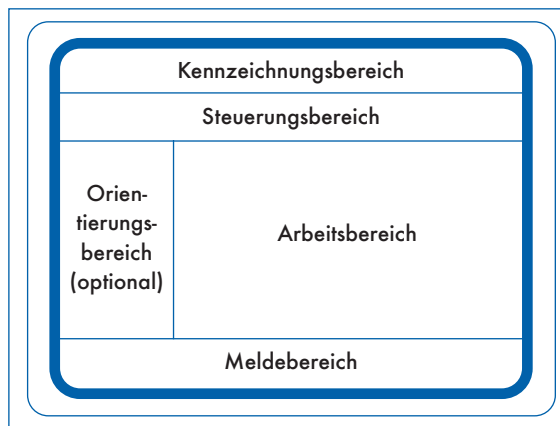 Kennzeichnungsbereich
Steuerungsbereich
Orien-
tierungs-
bereich
(optional)
Arbeitsbereich
Meldebereich